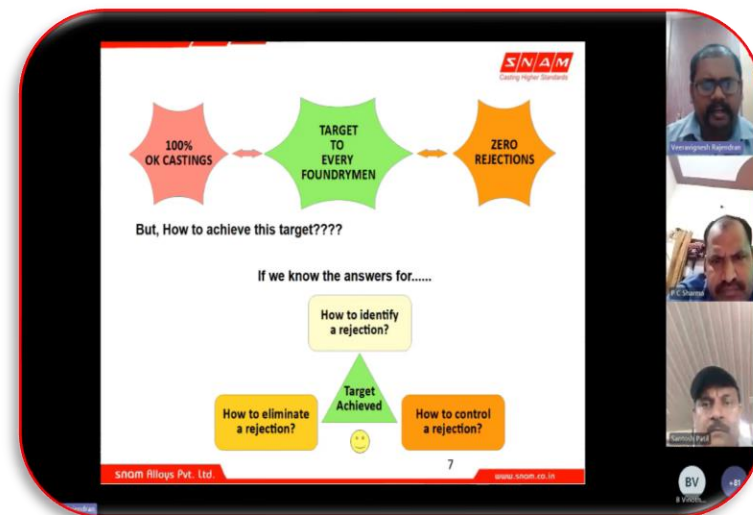 SNAM
Casting Higher Standards
100%
OK CASTINGS
TARGET
TO
EVERY
FOUNDRYMEN
ZERO
REJECTIONS
But, How to achieve this target????
If we know the answers for......
How to identify
a rejection?
Target
Achieved
How to eliminate
a rejection?
How to control
a rejection?
7
snam Alloys Pvt. Ltd.
www.snam.co.in
Veeravignesh Rajendran
P C Sharma
Santosh Patil
BV
+81